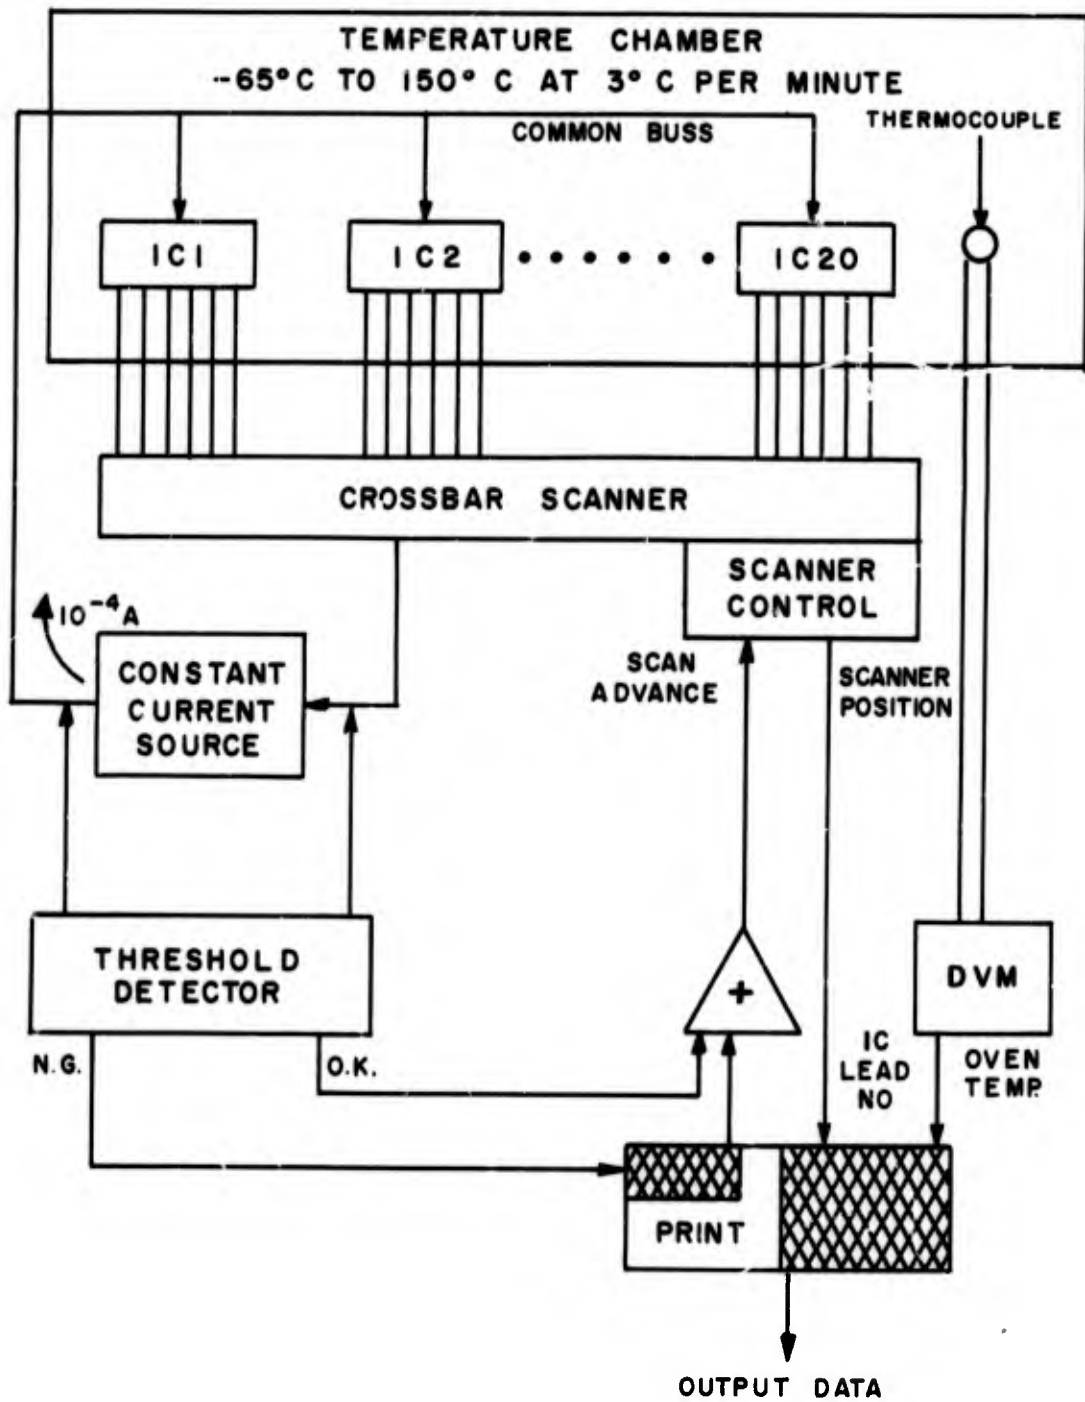 TEMPERATURE CHAMBER
-65°C TO 150°C AT 3°C PER MINUTE
THERMOCOUPLE
COMMON BUSS
IC1
IC2
IC20
CROSSBAR SCANNER
SCANNER
CONTROL
10⁻⁴A
CONSTANT
CURRENT
SOURCE
SCAN
ADVANCE
SCANNER
POSITION
THRESHOLD
DETECTOR
+
DVM
N.G.
O.K.
IC
LEAD
NO
OVEN
TEMP.
PRINT
OUTPUT DATA